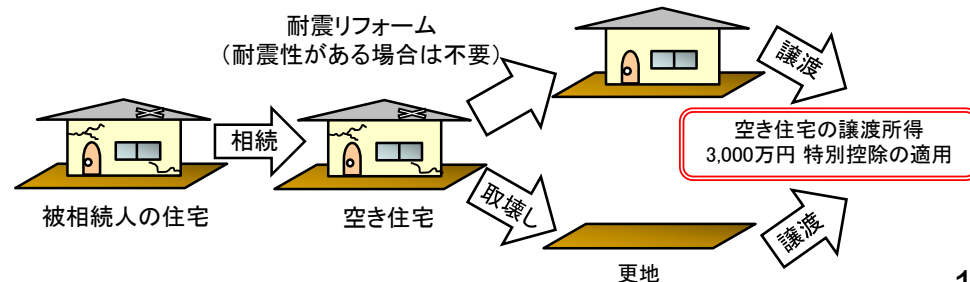 耐震リフォーム
（耐震性がある場合は不要）
譲渡
相続
空き住宅の譲渡所得
3,000万円 特別控除の適用
被相続人の住宅
空き住宅
取壊し
譲渡
更地
1